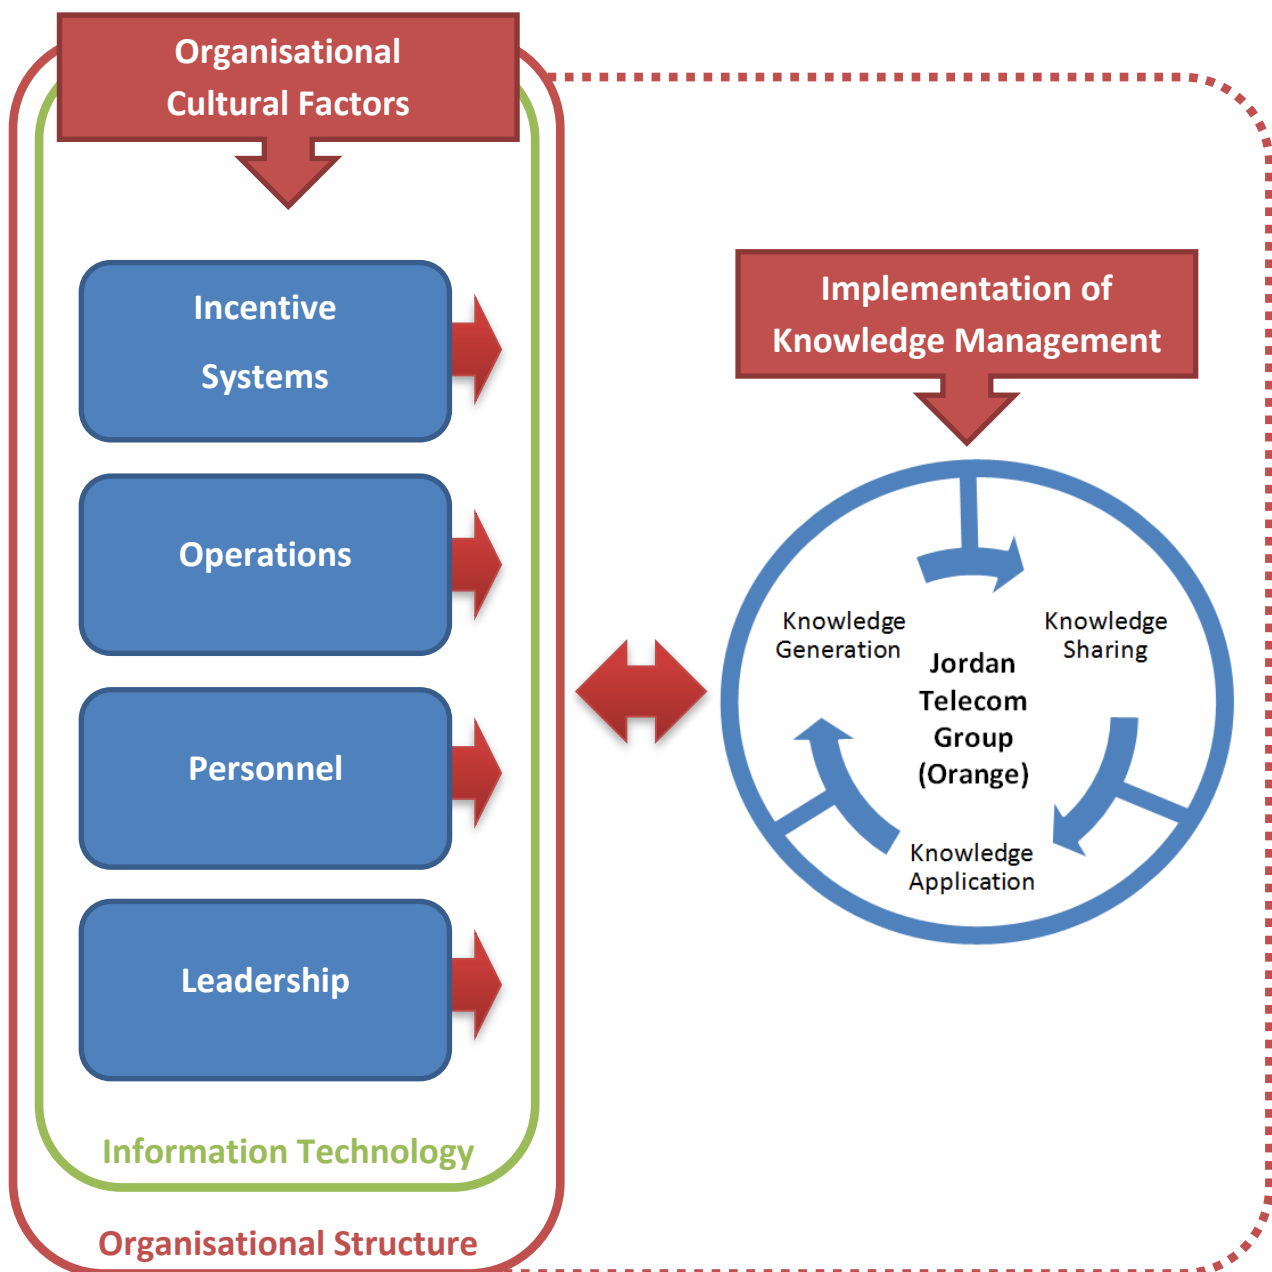 Organisational
Cultural Factors
Incentive
Systems
Operations
Personnel
Leadership
Information Technology
Organisational Structure
Implementation of
Knowledge Management
Knowledge
Generation
Knowledge
Sharing
Jordan
Telecom
Group
(Orange)
Knowledge
Application